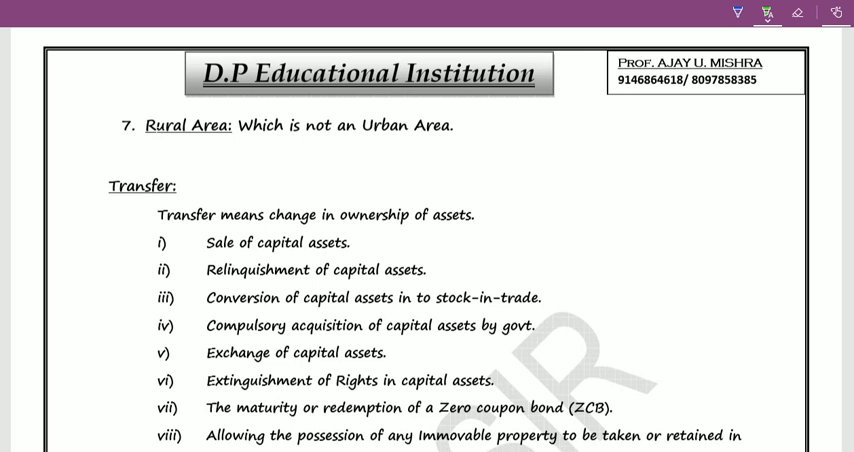 D.P Educational Institution
PROF. AJAY U. MISHRA
9146864618/ 8097858385
7. Rural Area: Which is not an Urban Area.
Transfer:
Transfer means change in ownership of assets.
i) Sale of capital assets.
ii) Relinquishment of capital assets.
iii) Conversion of capital assets in to stock-in-trade.
iv) Compulsory acquisition of capital assets by govt.
v) Exchange of capital assets.
vi) Extinguishment of Rights in capital assets.
vii) The maturity or redemption of a Zero coupon bond (ZCB).
viii) Allowing the possession of any Immovable property to be taken or retained in
SIR